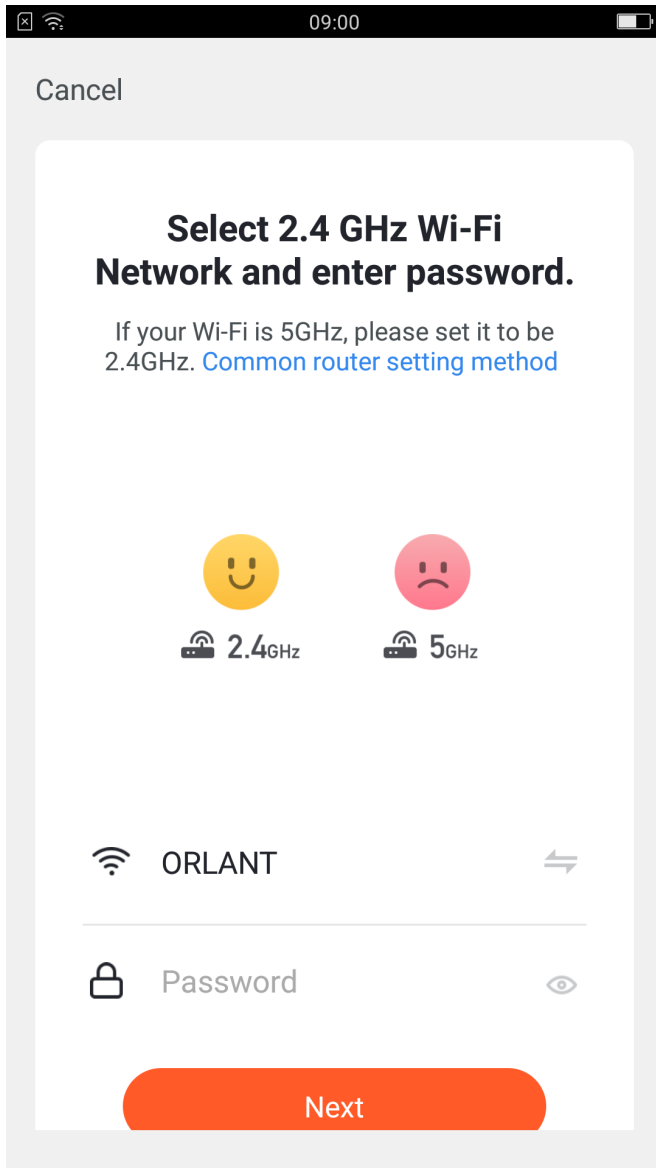 09:00
Cancel
Select 2.4 GHz Wi-Fi
Network and enter password.
If your Wi-Fi is 5GHz, please set it to be
2.4GHz. Common router setting method
2.4GHz 5GHz
ORLANT
Password
Next